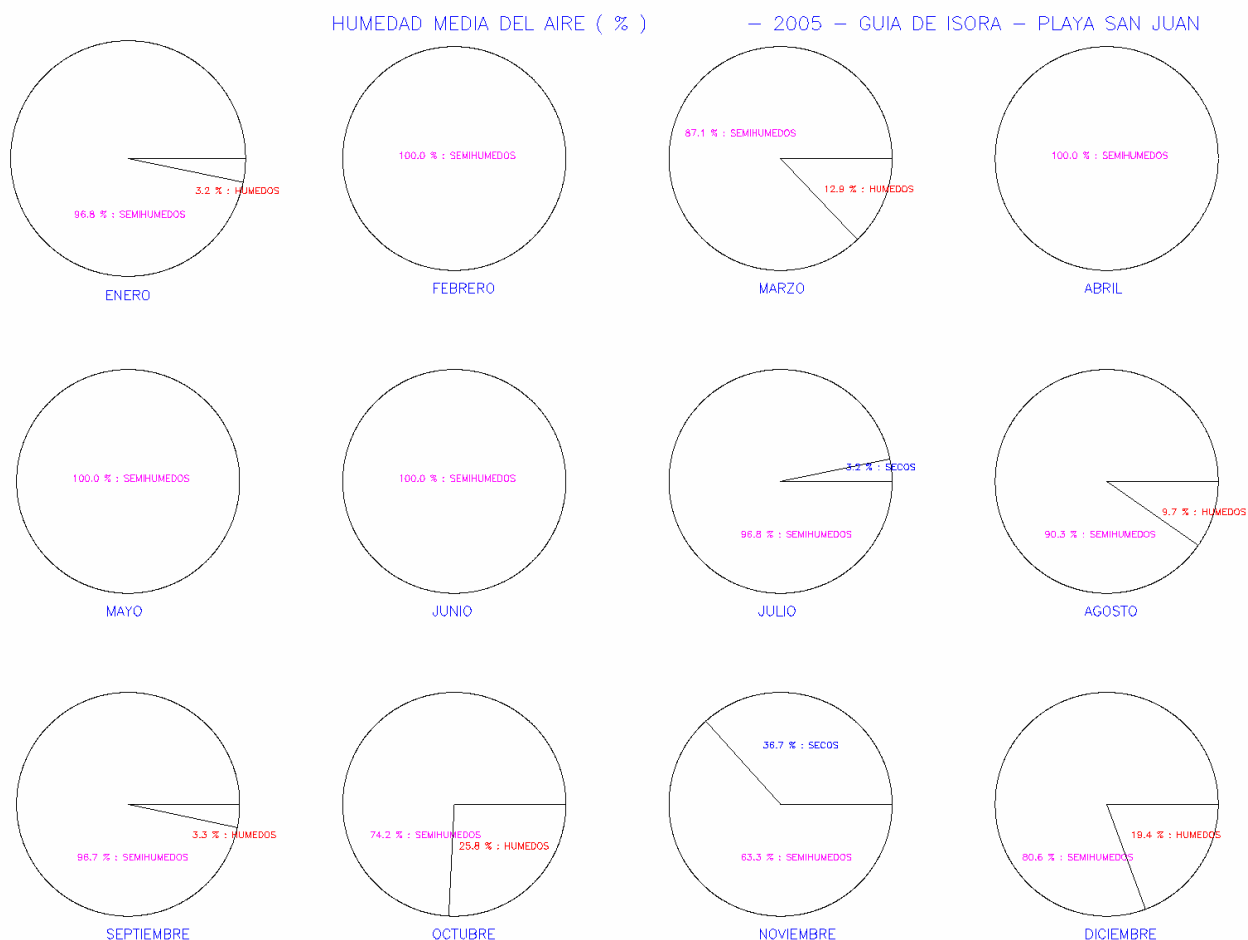 HUMEDAD MEDIA DEL AIRE ( % ) – 2005 – GUIA DE ISORA – PLAYA SAN JUAN
3.2 % : HUMEDOS
96.8 % : SEMIHUMEDOS
ENERO
100.0 % : SEMIHUMEDOS
FEBRERO
87.1 % : SEMIHUMEDOS
12.9 % : HUMEDOS
MARZO
100.0 % : SEMIHUMEDOS
ABRIL
100.0 % : SEMIHUMEDOS
MAYO
100.0 % : SEMIHUMEDOS
JUNIO
3.2 % : SECOS
96.8 % : SEMIHUMEDOS
JULIO
9.7 % : HUMEDOS
90.3 % : SEMIHUMEDOS
AGOSTO
3.3 % : HUMEDOS
96.7 % : SEMIHUMEDOS
SEPTIEMBRE
74.2 % : SEMIHUMEDOS
25.8 % : HUMEDOS
OCTUBRE
36.7 % : SECOS
63.3 % : SEMIHUMEDOS
NOVIEMBRE
19.4 % : HUMEDOS
80.6 % : SEMIHUMEDOS
DICIEMBRE